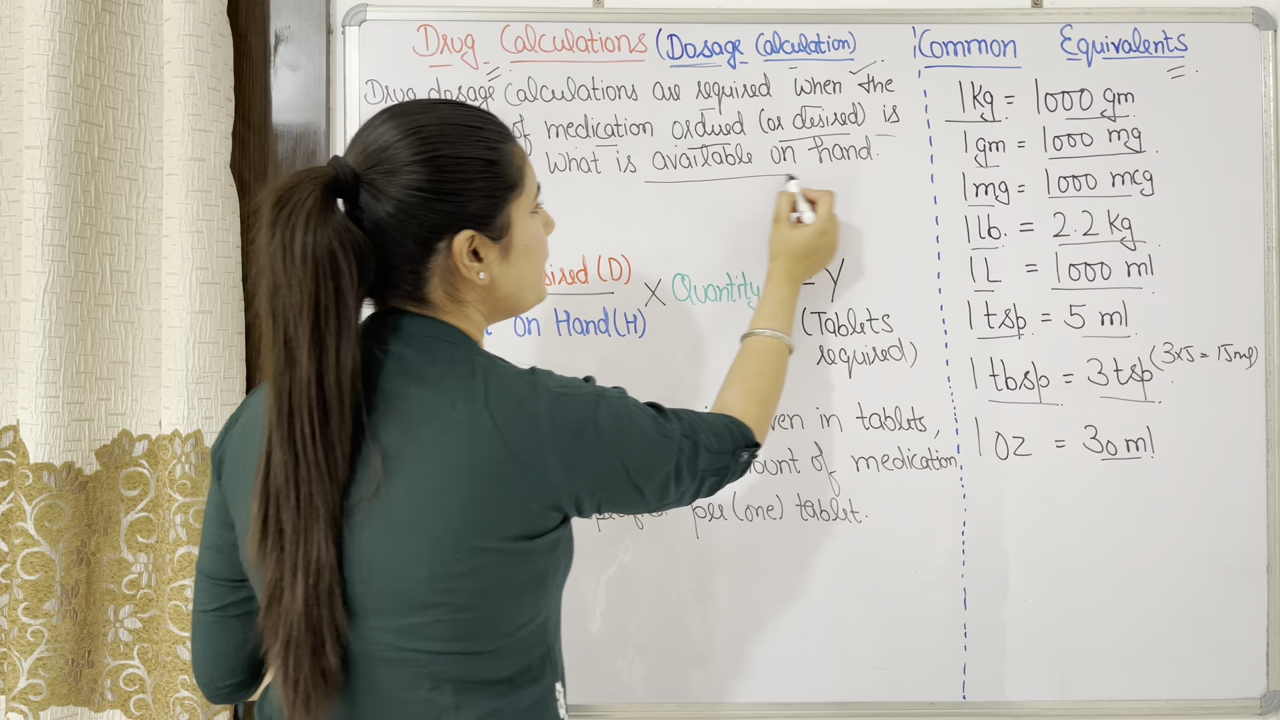 Drug Calculations (Dosage Calculation)
Drug dosage Calculations are required when the
of medication ordered (or desired) is
what is available on hand.
sired (D)
X Quantity = Y
on Hand (H)
(Tablets
required)
ven in tablets,
ount of medication
per (one) tablet.
Common Equivalents
1 Kg = 1000 gm
1 gm = 1000 mg
1 mg = 1000 mcg
1 lb. = 2.2 Kg
1 L = 1000 ml
1 tsp = 5 ml
1 tbsp = 3 tsp (3x5 = 15ml)
1 oz = 30 ml